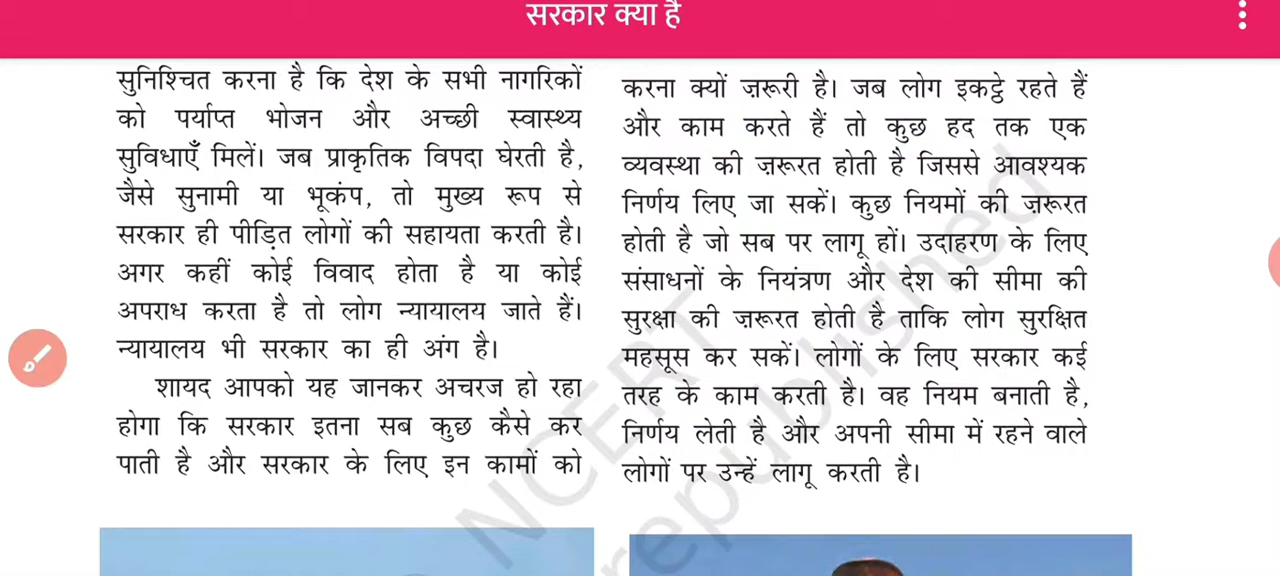 सरकार क्या है
सुनिश्चित करना है कि देश के सभी नागरिकों
को पर्याप्त भोजन और अच्छी स्वास्थ्य
सुविधाएँ मिलें। जब प्राकृतिक विपदा घेरती है,
जैसे सुनामी या भूकंप, तो मुख्य रूप से
सरकार ही पीड़ित लोगों की सहायता करती है।
अगर कहीं कोई विवाद होता है या कोई
अपराध करता है तो लोग न्यायालय जाते हैं।
न्यायालय भी सरकार का ही अंग है।
शायद आपको यह जानकर अचरज हो रहा
होगा कि सरकार इतना सब कुछ कैसे कर
पाती है और सरकार के लिए इन कामों को
करना क्यों ज़रूरी है। जब लोग इकट्ठे रहते हैं
और काम करते हैं तो कुछ हद तक एक
व्यवस्था की ज़रूरत होती है जिससे आवश्यक
निर्णय लिए जा सकें। कुछ नियमों की ज़रूरत
होती है जो सब पर लागू हों। उदाहरण के लिए
संसाधनों के नियंत्रण और देश की सीमा की
सुरक्षा की ज़रूरत होती है ताकि लोग सुरक्षित
महसूस कर सकें। लोगों के लिए सरकार कई
तरह के काम करती है। वह नियम बनाती है,
निर्णय लेती है और अपनी सीमा में रहने वाले
लोगों पर उन्हें लागू करती है।
NCERT
republished